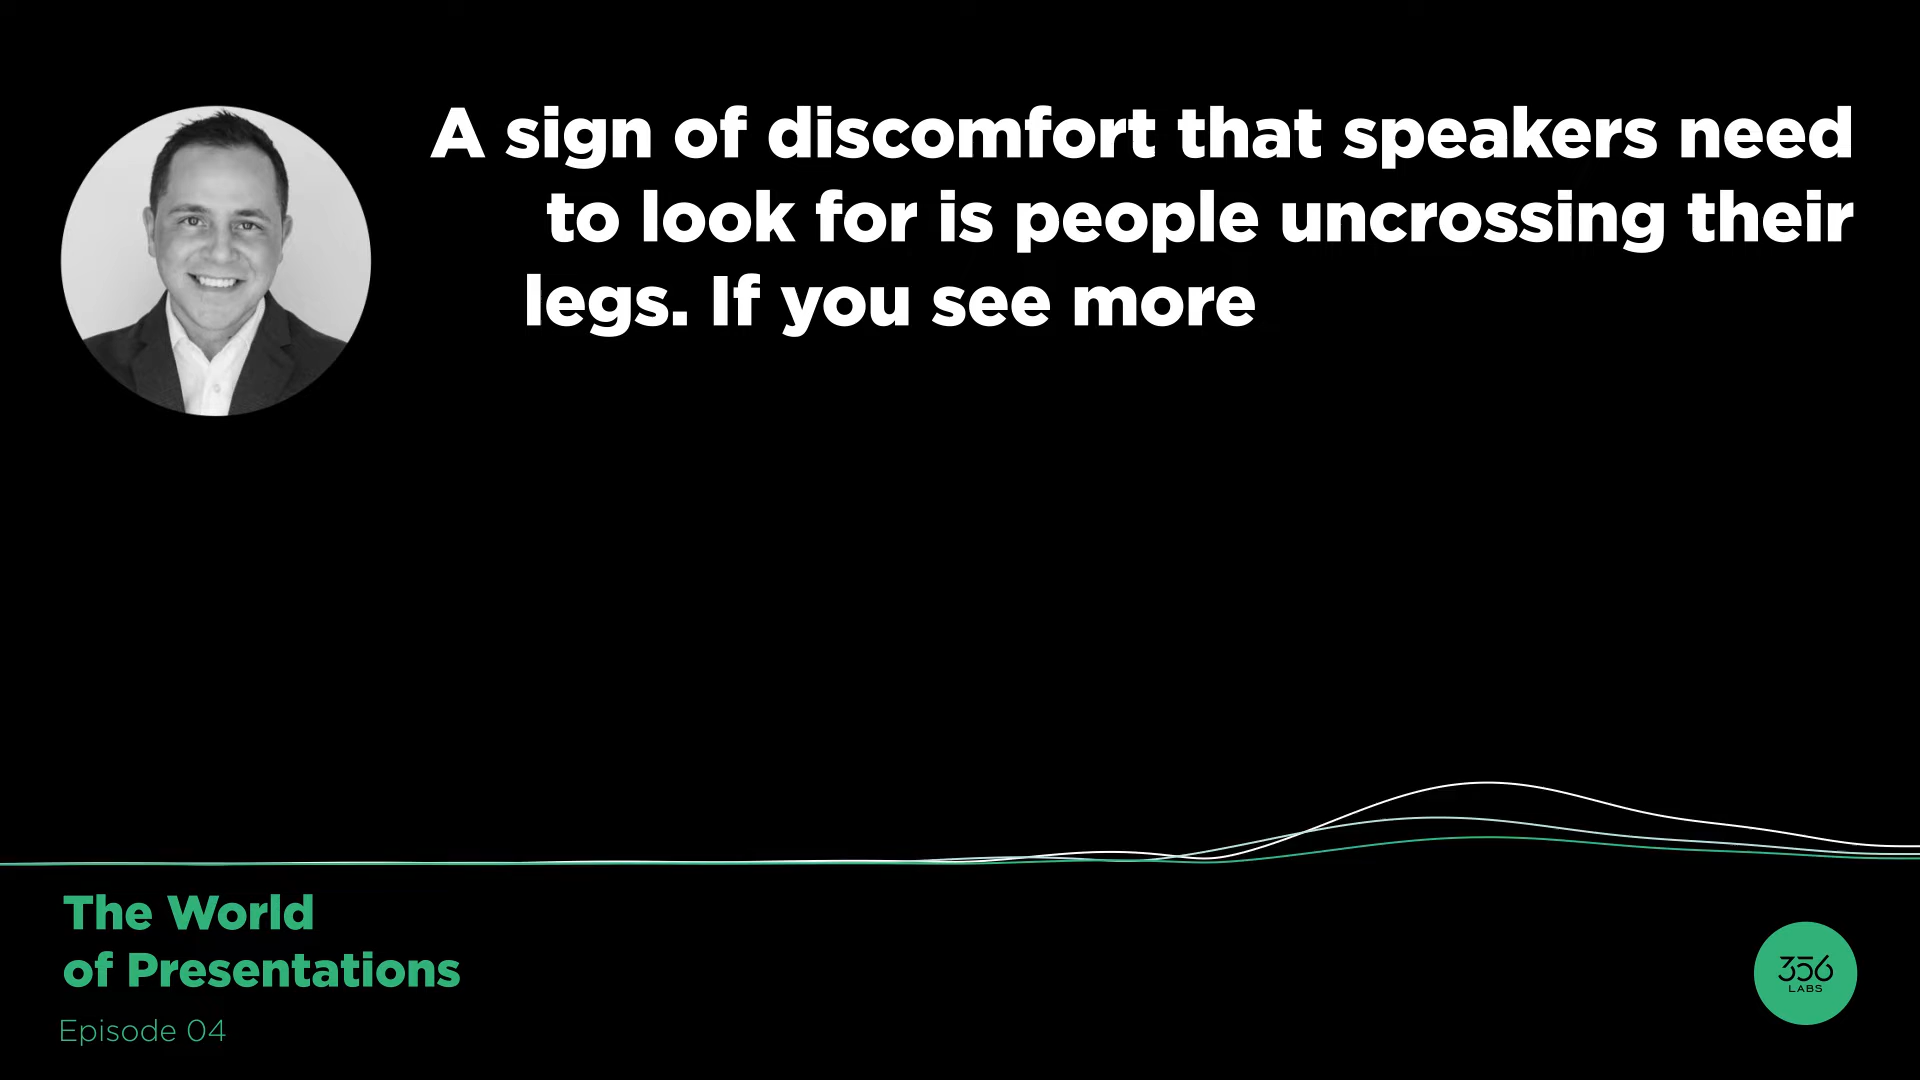 A sign of discomfort that speakers need
to look for is people uncrossing their
legs. If you see more
The World
of Presentations
Episode 04
356
LABS